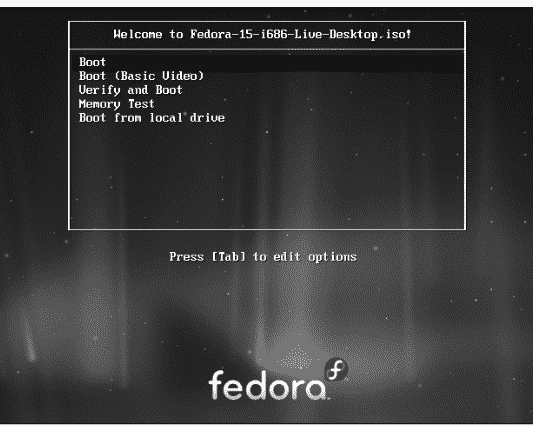 Welcome to Fedora-15-i686-Live-Desktop.iso!
Boot
Boot (Basic Video)
Verify and Boot
Memory Test
Boot from local drive
Press [Tab] to edit options
fedora